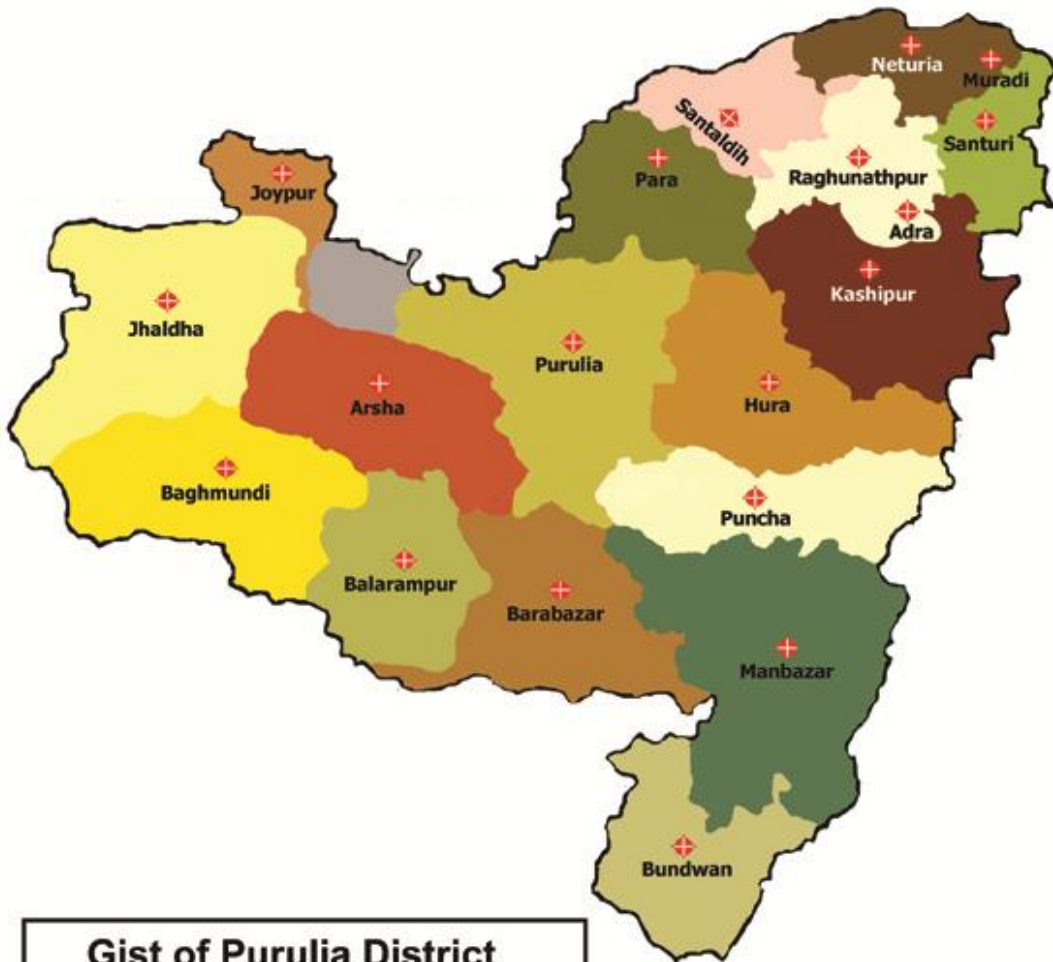 Neturia
Muradi
Santaldih
Santuri
Para
Raghunathpur
Joypur
Adra
Kashipur
Jhaldha
Purulia
Arsha
Hura
Baghmundi
Puncha
Balarampur
Barabazar
Manbazar
Bundwan
Gist of Purulia District